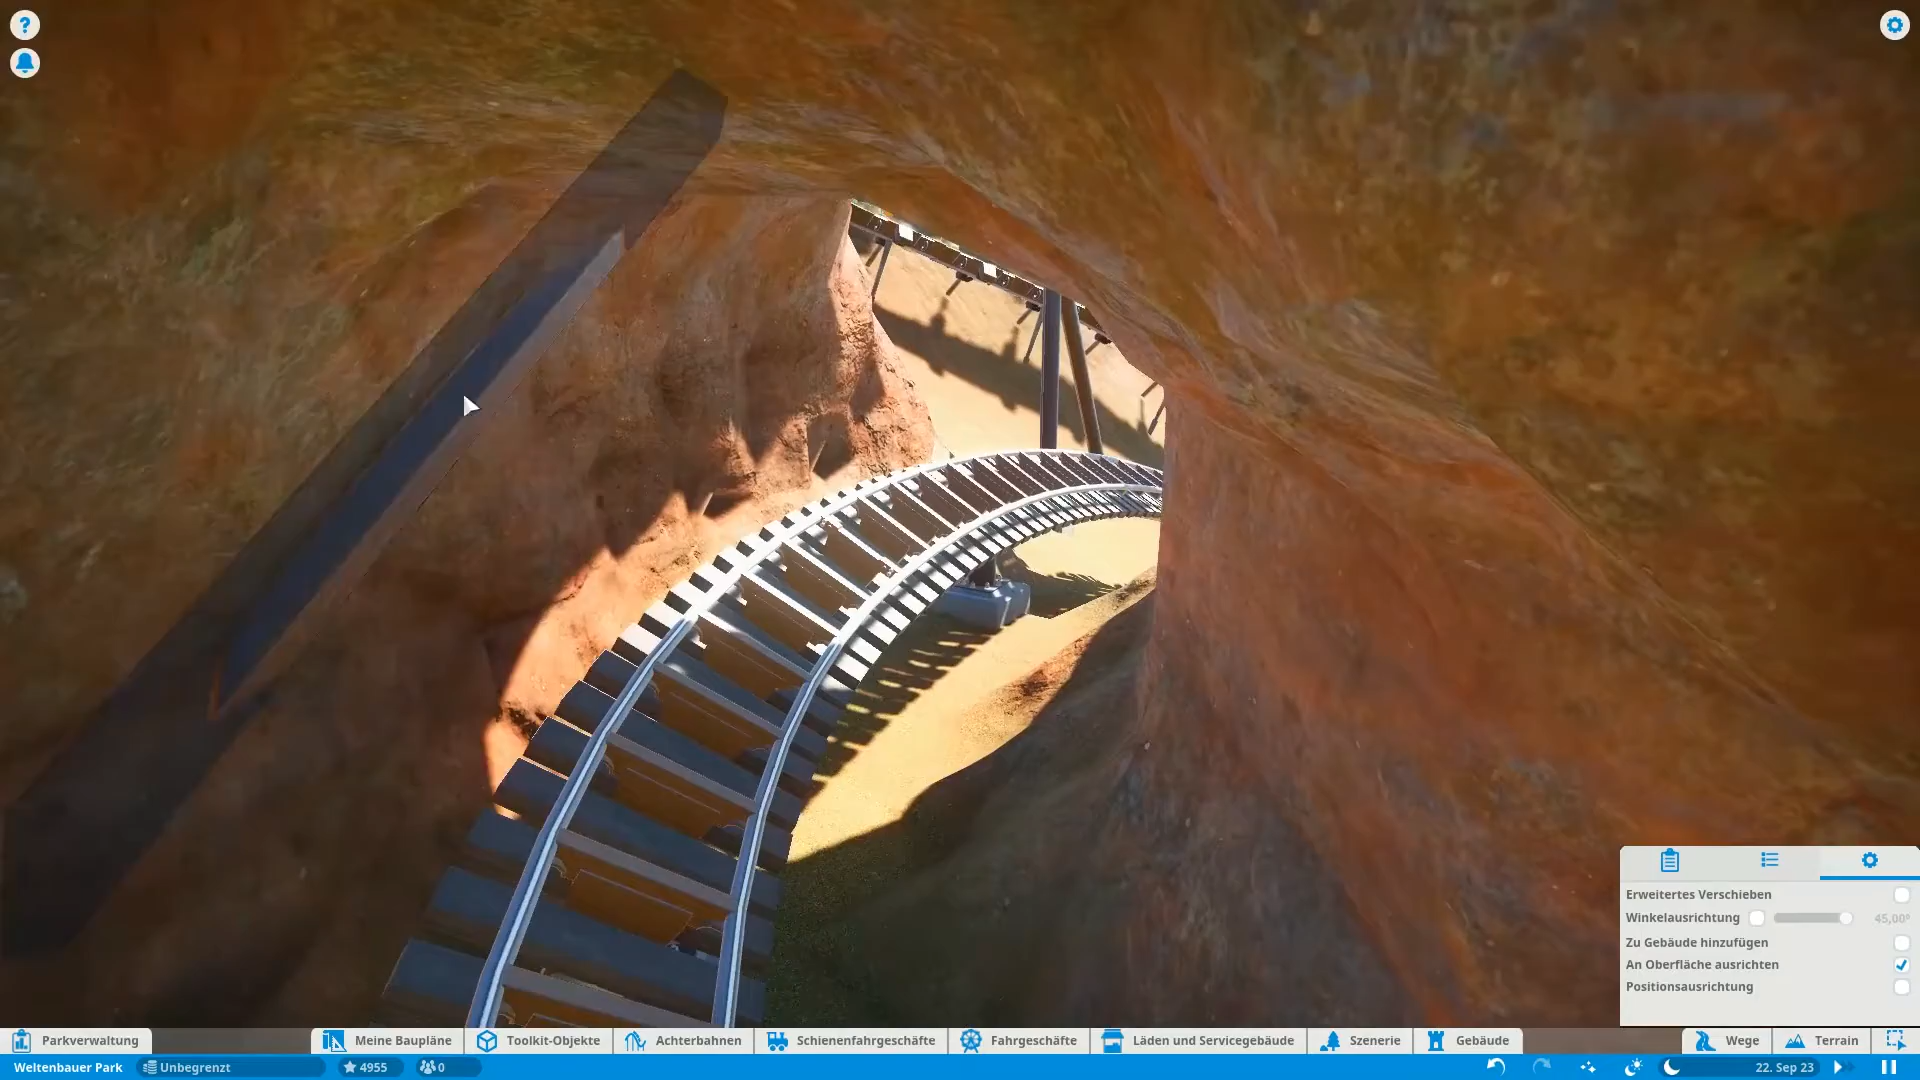 ?
Erweitertes Verschieben
Winkelausrichtung 45,00°
Zu Gebäude hinzufügen
An Oberfläche ausrichten
Positionsausrichtung
Parkverwaltung Meine Baupläne Toolkit-Objekte Achterbahnen Schienenfahrgeschäfte Fahrgeschäfte Läden und Servicegebäude Szenerie Gebäude Wege Terrain
Weltenbauer Park Unbegrenzt 4955 0 22. Sep 23